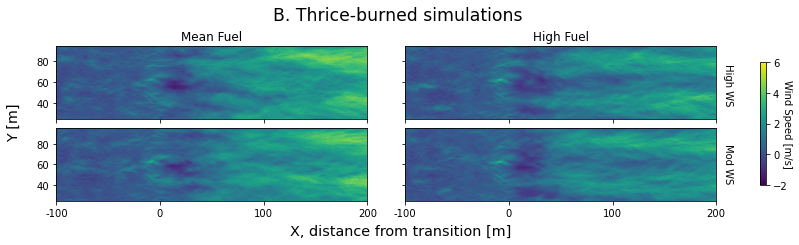 B. Thrice-burned simulations
Mean Fuel
High Fuel
80
60
40
High WS
80
60
40
Mod WS
Y [m]
-100
0
100
200
-100
0
100
200
X, distance from transition [m]
6
4
2
0
−2
Wind Speed [m/s]